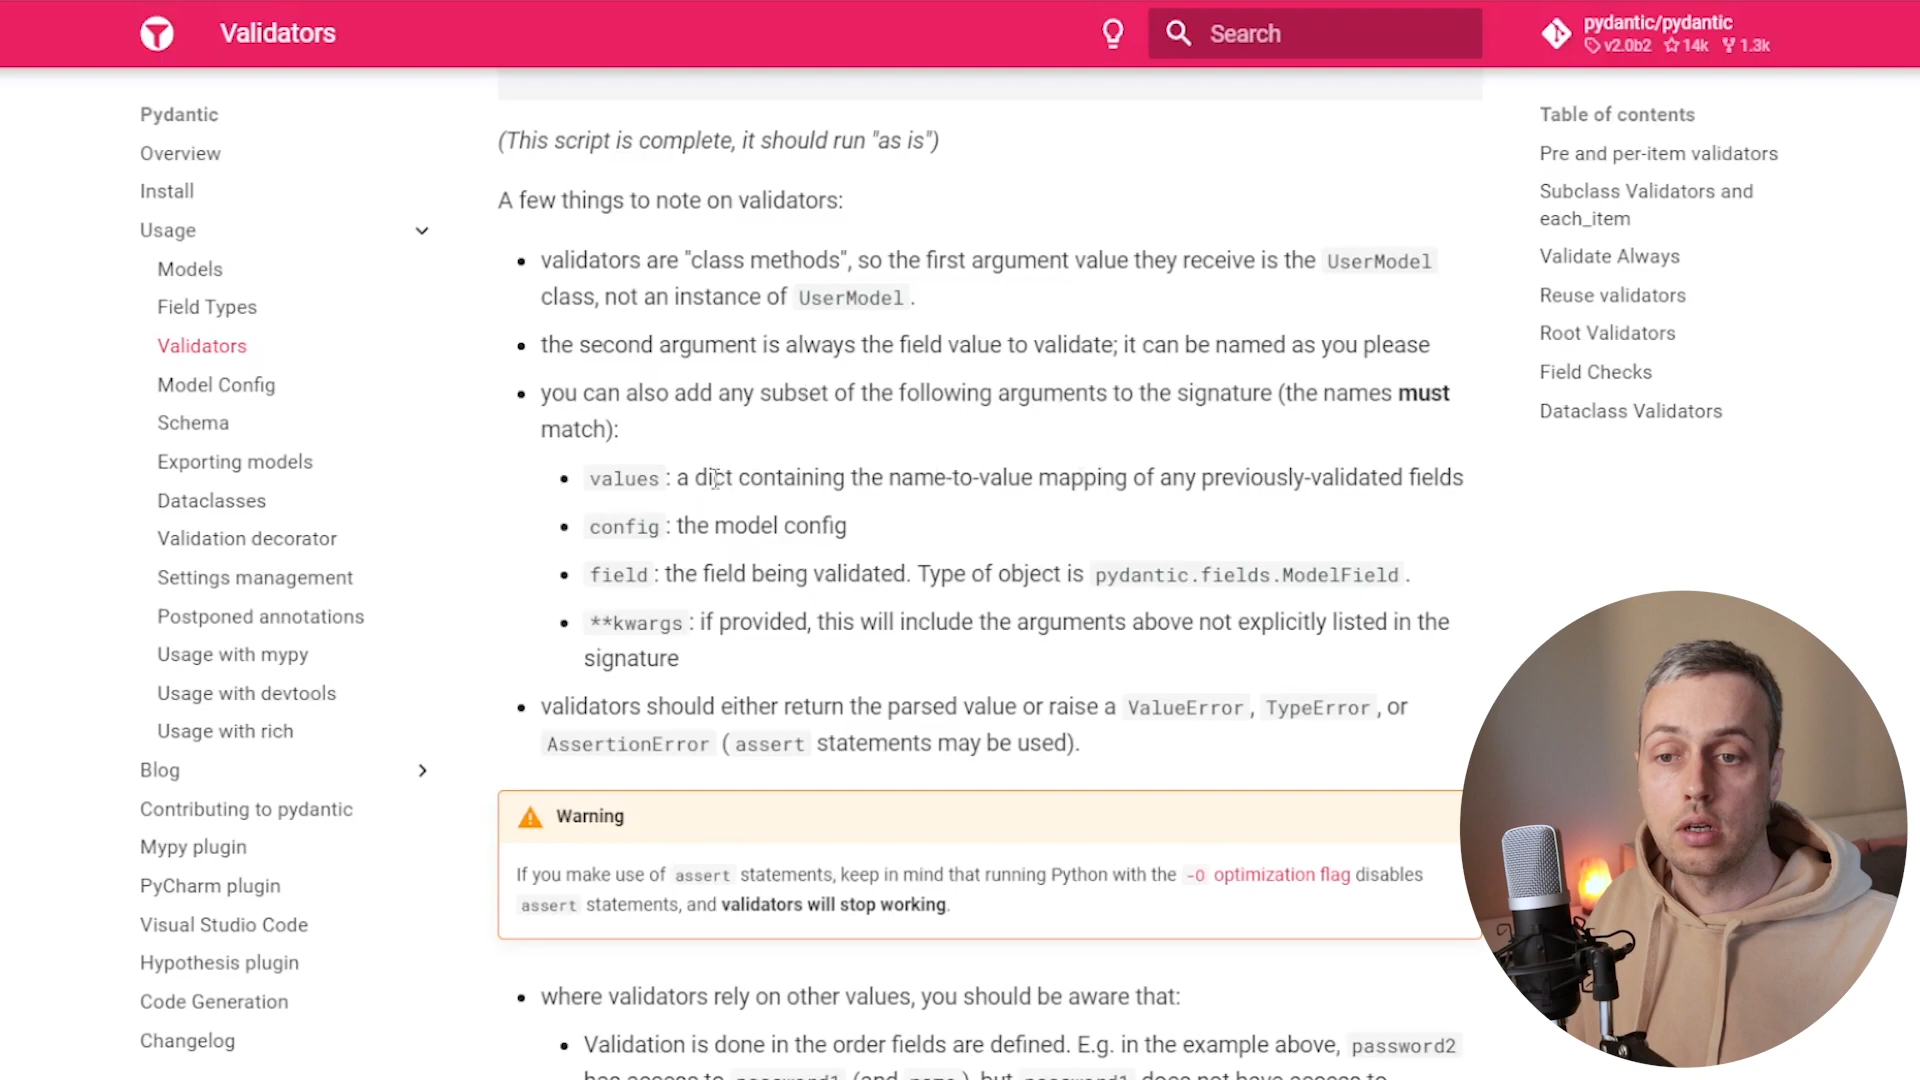 Validators
Search
pydantic/pydantic
v2.0b2 14k 1.3k
Pydantic
Overview
Install
Usage
Models
Field Types
Validators
Model Config
Schema
Exporting models
Dataclasses
Validation decorator
Settings management
Postponed annotations
Usage with mypy
Usage with devtools
Usage with rich
Blog
Contributing to pydantic
Mypy plugin
PyCharm plugin
Visual Studio Code
Hypothesis plugin
Code Generation
Changelog
(This script is complete, it should run "as is")
A few things to note on validators:
validators are "class methods", so the first argument value they receive is the UserModel
class, not an instance of UserModel.
the second argument is always the field value to validate; it can be named as you please
you can also add any subset of the following arguments to the signature (the names must
match):
values: a dict containing the name-to-value mapping of any previously-validated fields
config: the model config
field: the field being validated. Type of object is pydantic.fields.ModelField.
**kwargs: if provided, this will include the arguments above not explicitly listed in the
signature
validators should either return the parsed value or raise a ValueError, TypeError, or
AssertionError (assert statements may be used).
Warning
If you make use of assert statements, keep in mind that running Python with the -O optimization flag disables
assert statements, and validators will stop working.
where validators rely on other values, you should be aware that:
Validation is done in the order fields are defined. E.g. in the example above, password2
has access to password1 (and name), but password1 does not have access to
Table of contents
Pre and per-item validators
Subclass Validators and
each_item
Validate Always
Reuse validators
Root Validators
Field Checks
Dataclass Validators